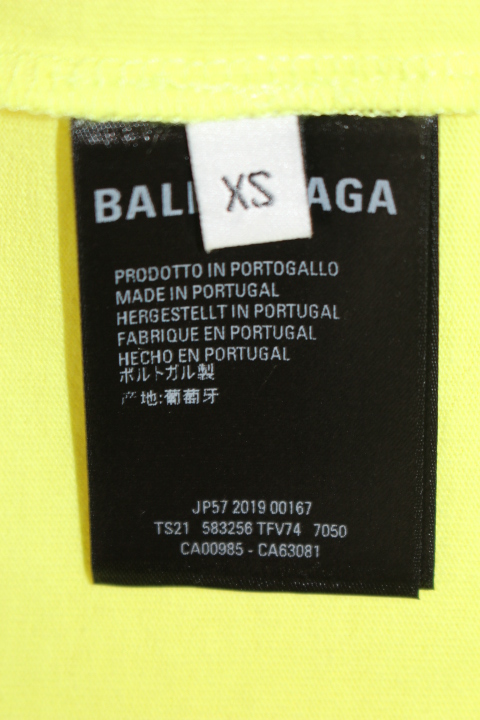 XS
BALI AGA
PRODOTTO IN PORTOGALLO
MADE IN PORTUGAL
HERGESTELLT IN PORTUGAL
FABRIQUE EN PORTUGAL
HECHO EN PORTUGAL
ポルトガル製
产地:葡萄牙
JP57 2019 00167
TS21 583256 TFV74 7050
CA00985 - CA63081